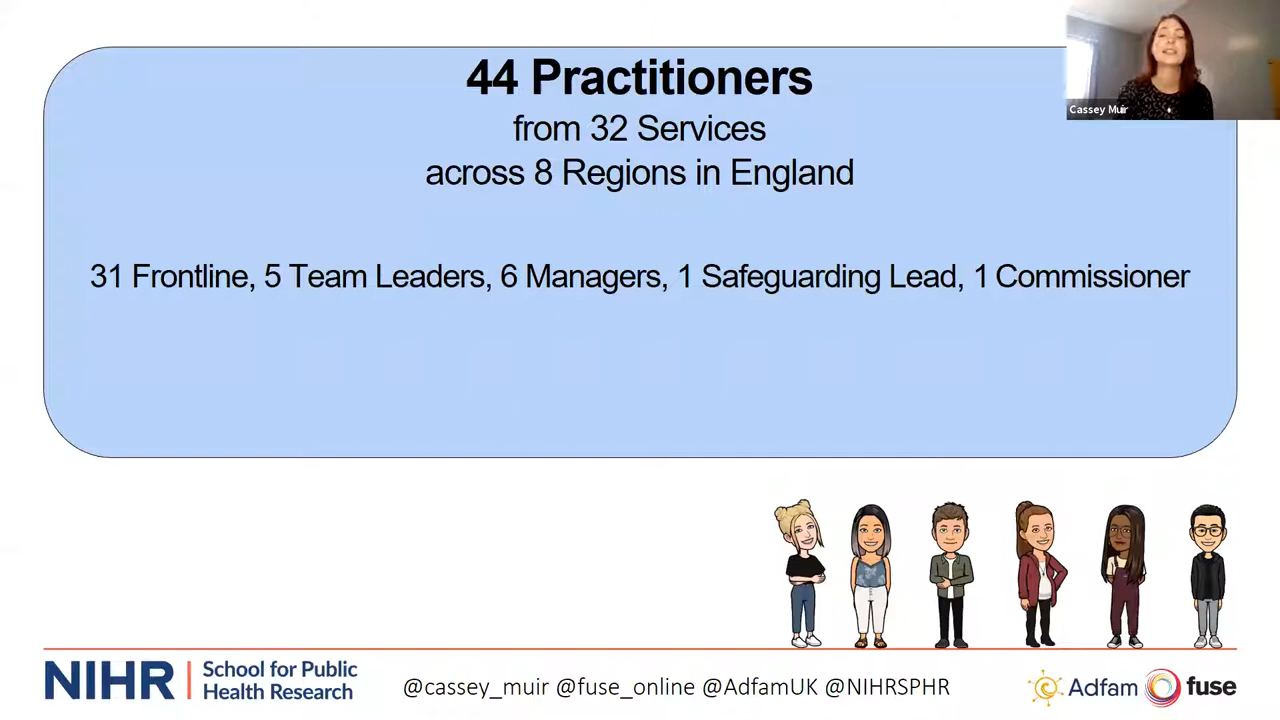 44 Practitioners
from 32 Services
across 8 Regions in England
31 Frontline, 5 Team Leaders, 6 Managers, 1 Safeguarding Lead, 1 Commissioner
Cassey Muir
NIHR | School for Public
Health Research
@cassey_muir @fuse_online @AdfamUK @NIHRSPHR
Adfam
fuse